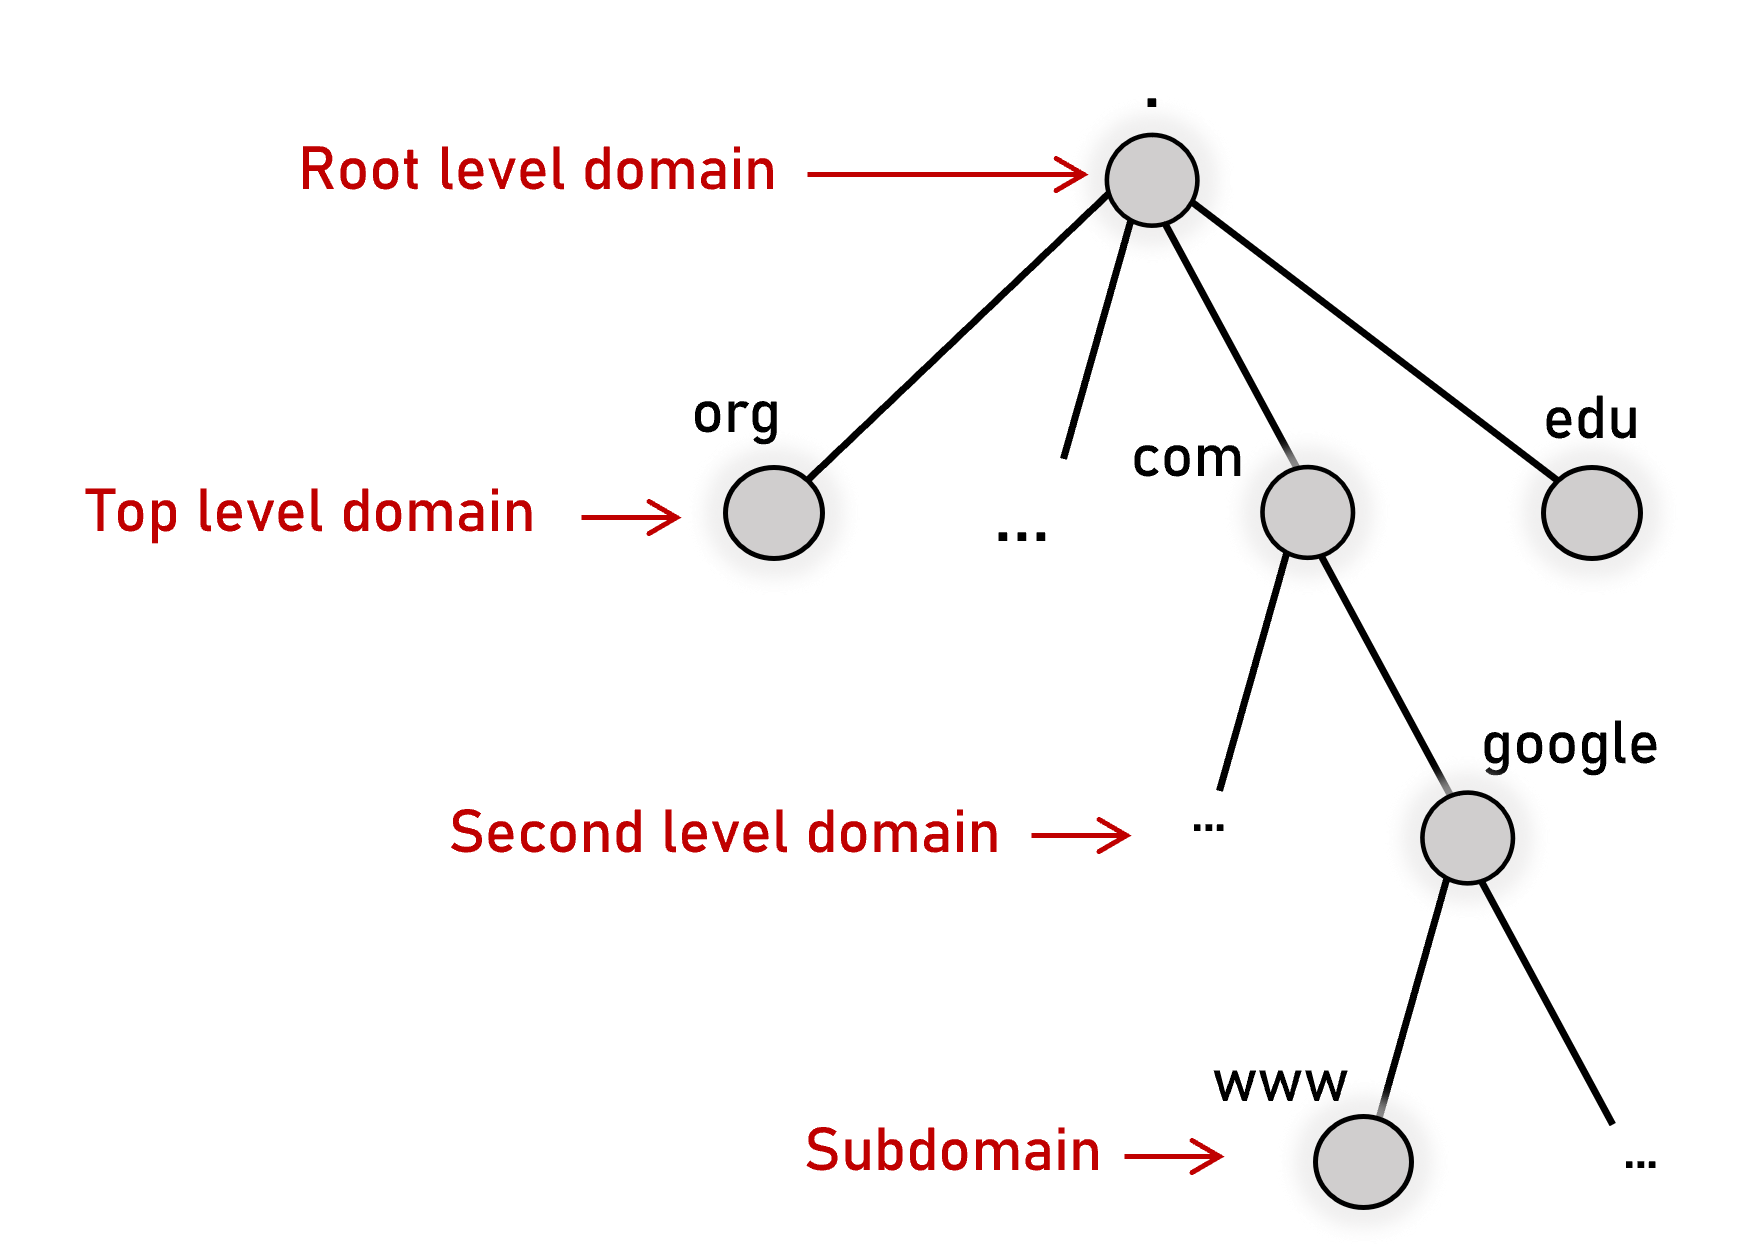 .
Root level domain
org
com
edu
Top level domain
...
google
Second level domain
...
www
Subdomain
...